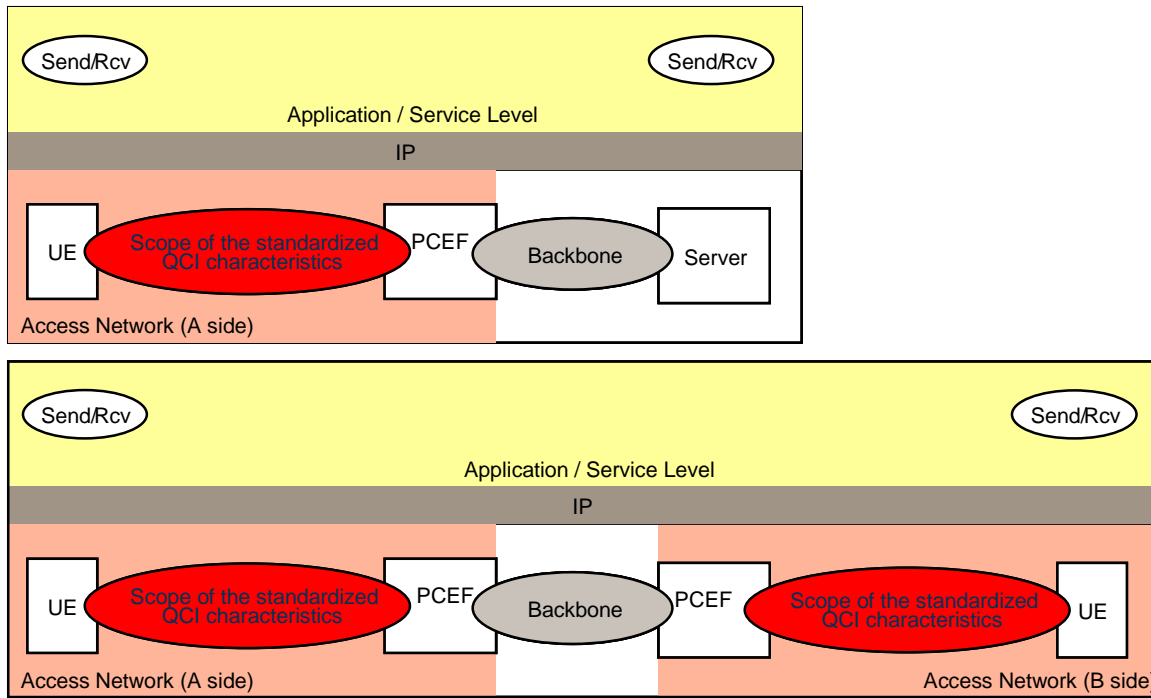 Send/Rcv
Send/Rcv
Application / Service Level
IP
UE
Scope of the standardized
QCI characteristics
PCEF
Backbone
Server
Access Network (A side)
Send/Rcv
Send/Rcv
Application / Service Level
IP
UE
Scope of the standardized
QCI characteristics
PCEF
Backbone
PCEF
Scope of the standardized
QCI characteristics
UE
Access Network (A side)
Access Network (B side)